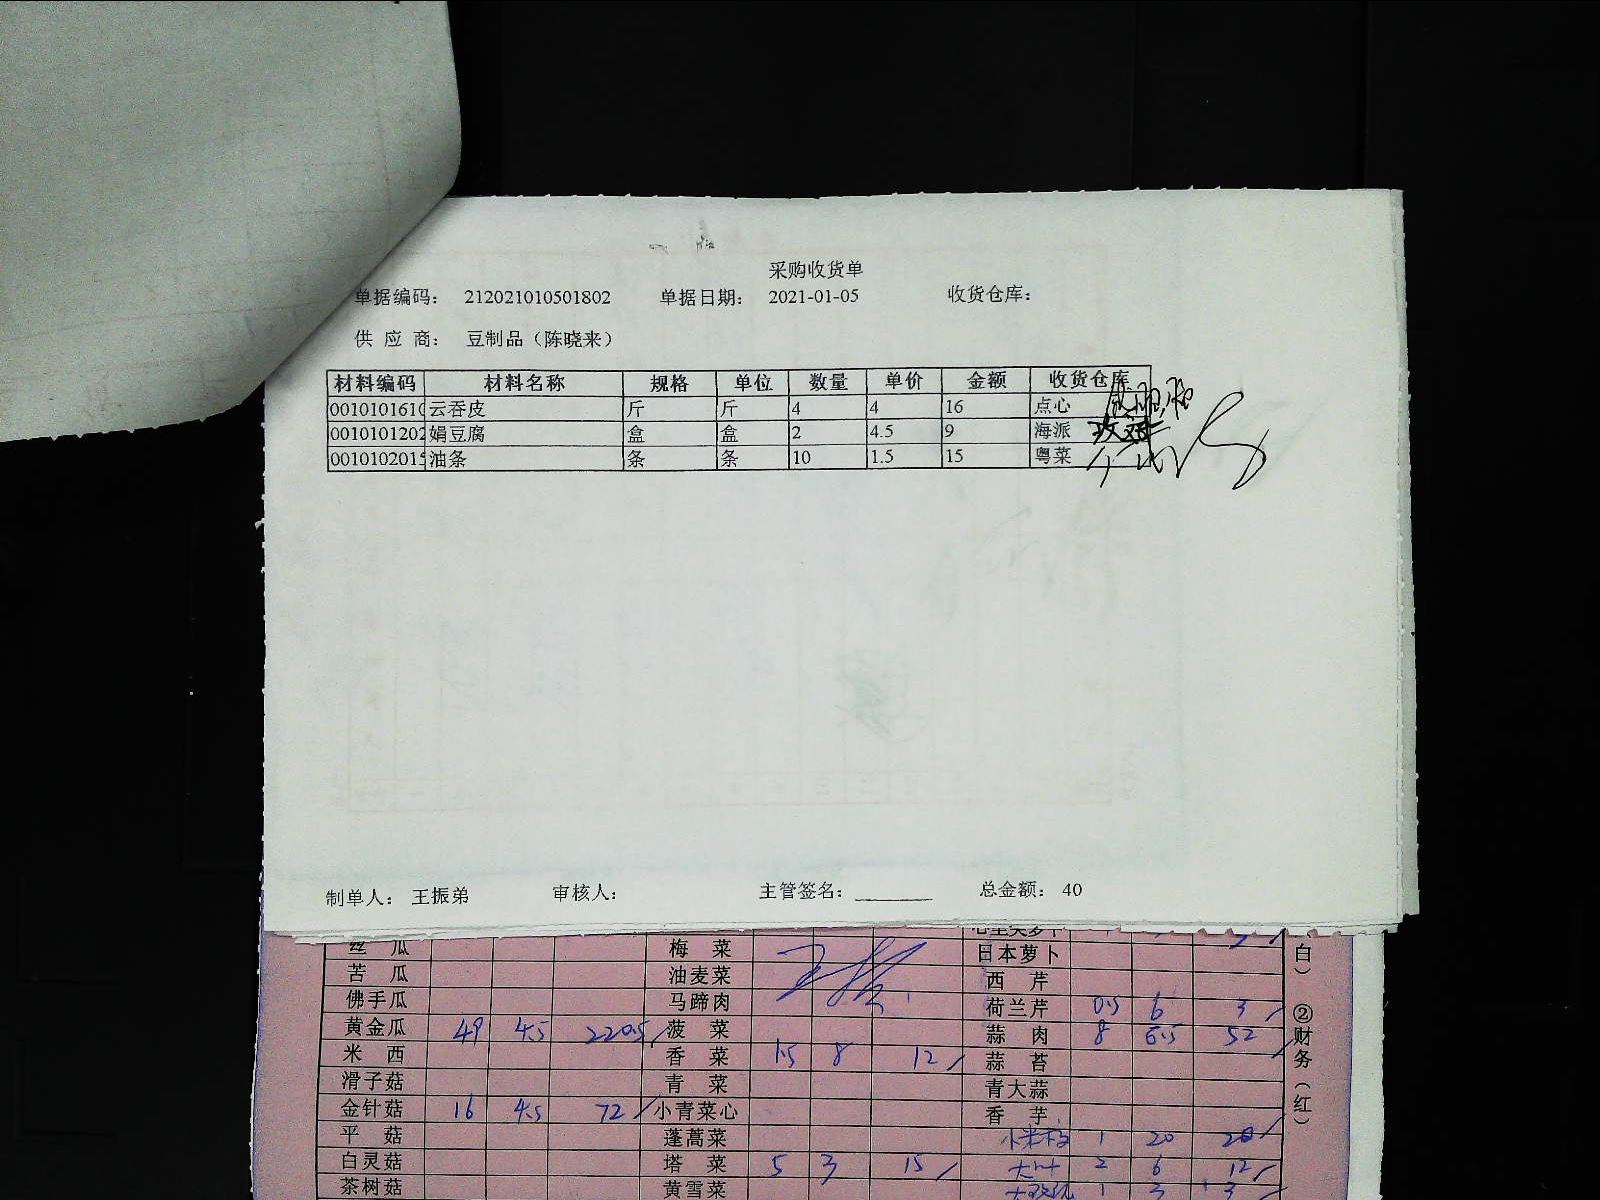 采购收货单
单据编码： 212021010501802 单据日期： 2021-01-05 收货仓库：
供 应 商： 豆制品（陈晓来）
材料编码 材料名称 规格 单位 数量 单价 金额 收货仓库
0010101610 云吞皮 斤 斤 4 4 16 点心
0010101202 娟豆腐 盒 盒 2 4.5 9 海派
0010102015 油条 条 条 10 1.5 15 粤菜
制单人： 王振弟 审核人： 主管签名： 总金额： 40
丝 瓜 梅 菜 日本萝卜
苦 瓜 油麦菜 西 芹
佛手瓜 马蹄肉 荷兰芹 0.5 6 3
黄金瓜 49 4.5 220.5 菠 菜 蒜 肉 8 6.5 52
米 西 香 菜 1.5 8 12 蒜 苔
滑子菇 青 菜 青大蒜
金针菇 16 4.5 72 小青菜心 香 芋
平 菇 蓬蒿菜 1 20 20
白灵菇 塔 菜 5 3 15 大叶 2 6 12
茶树菇 黄雪菜 1 3 3
白）
②财务（红）